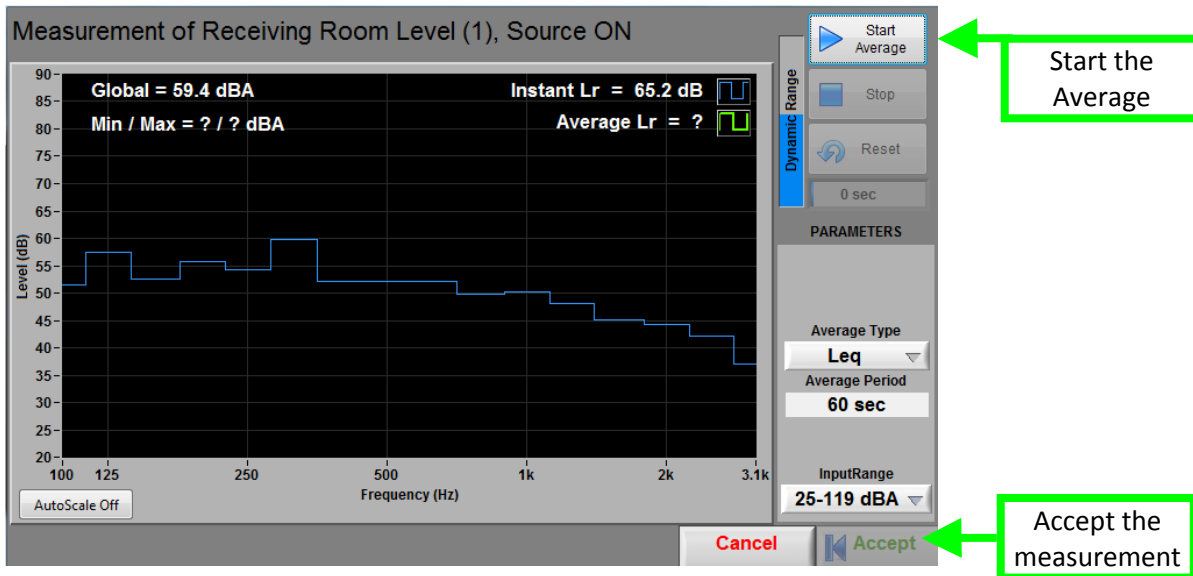 Measurement of Receiving Room Level (1), Source ON
Start
Average
Start the
Average
Stop
Reset
0 sec
Dynamic Range
Global = 59.4 dBA
Instant Lr = 65.2 dB
Min / Max = ? / ? dBA
Average Lr = ?
Level (dB)
90
85
80
75
70
65
60
55
50
45
40
35
30
25
20
100 125 250 500 1k 2k 3.1k
Frequency (Hz)
AutoScale Off
PARAMETERS
Average Type
Leq
Average Period
60 sec
InputRange
25-119 dBA
Cancel
Accept
Accept the
measurement